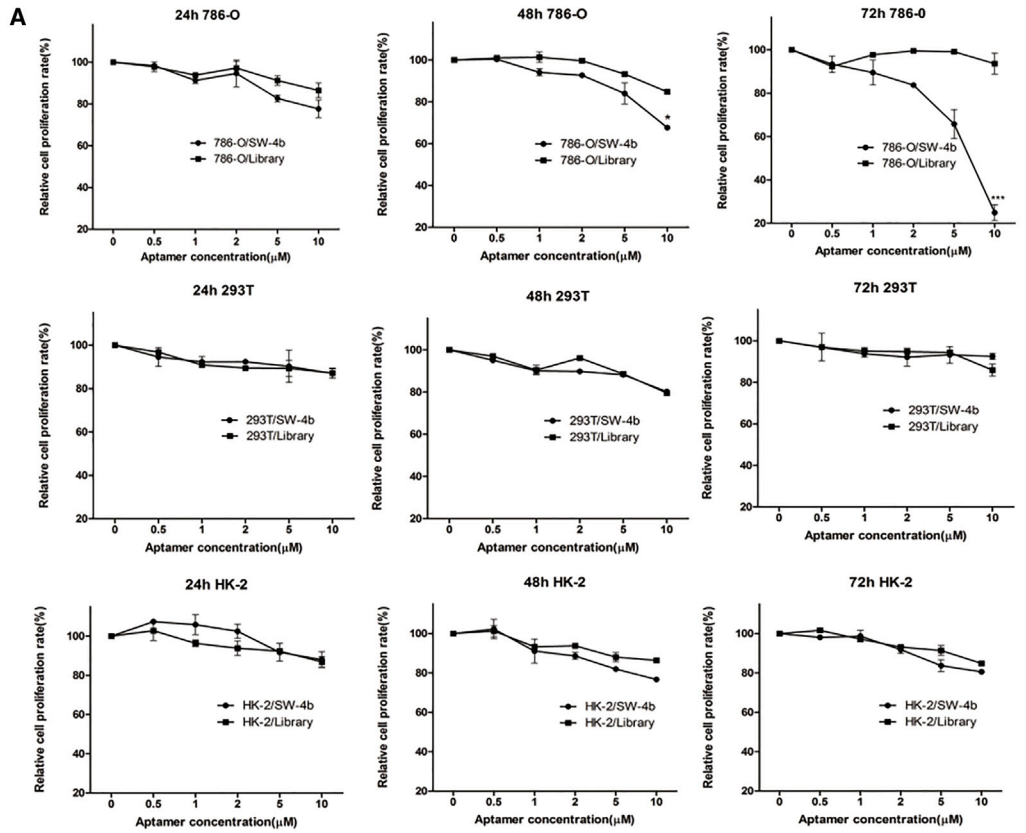 A
24h 786-O
Relative cell proliferation rate(%)
100
80
60
40
20
786-O/SW-4b
786-O/Library
0 0.5 1 2 5 10
Aptamer concentration(μM)
48h 786-O
Relative cell proliferation rate(%)
100
80
60
40
20
*
786-O/SW-4b
786-O/Library
0 0.5 1 2 5 10
Aptamer concentration(μM)
72h 786-0
Relative cell proliferation rate(%)
100
80
60
40
20
786-O/SW-4b
786-O/Library
***
0 0.5 1 2 5 10
Aptamer concentration(μM)
24h 293T
Relative cell proliferation rate(%)
100
80
60
40
20
293T/SW-4b
293T/Library
0 0.5 1 2 5 10
Aptamer concentration(μM)
48h 293T
Relative cell proliferation rate(%)
100
80
60
40
20
293T/SW-4b
293T/Library
0 0.5 1 2 5 10
Aptamer concentration(μM)
72h 293T
Relative cell proliferation rate(%)
100
80
60
40
20
293T/SW-4b
293T/Library
0 0.5 1 2 5 10
Aptamer concentration(μM)
24h HK-2
Relative cell proliferation rate(%)
100
80
60
40
20
HK-2/SW-4b
HK-2/Library
0 0.5 1 2 5 10
Aptamer concentration(μM)
48h HK-2
Relative cell proliferation rate(%)
100
80
60
40
20
HK-2/SW-4b
HK-2/Library
0 0.5 1 2 5 10
Aptamer concentration(μM)
72h HK-2
Relative cell proliferation rate(%)
100
80
60
40
20
HK-2/SW-4b
HK-2/Library
0 0.5 1 2 5 10
Aptamer concentration(μM)